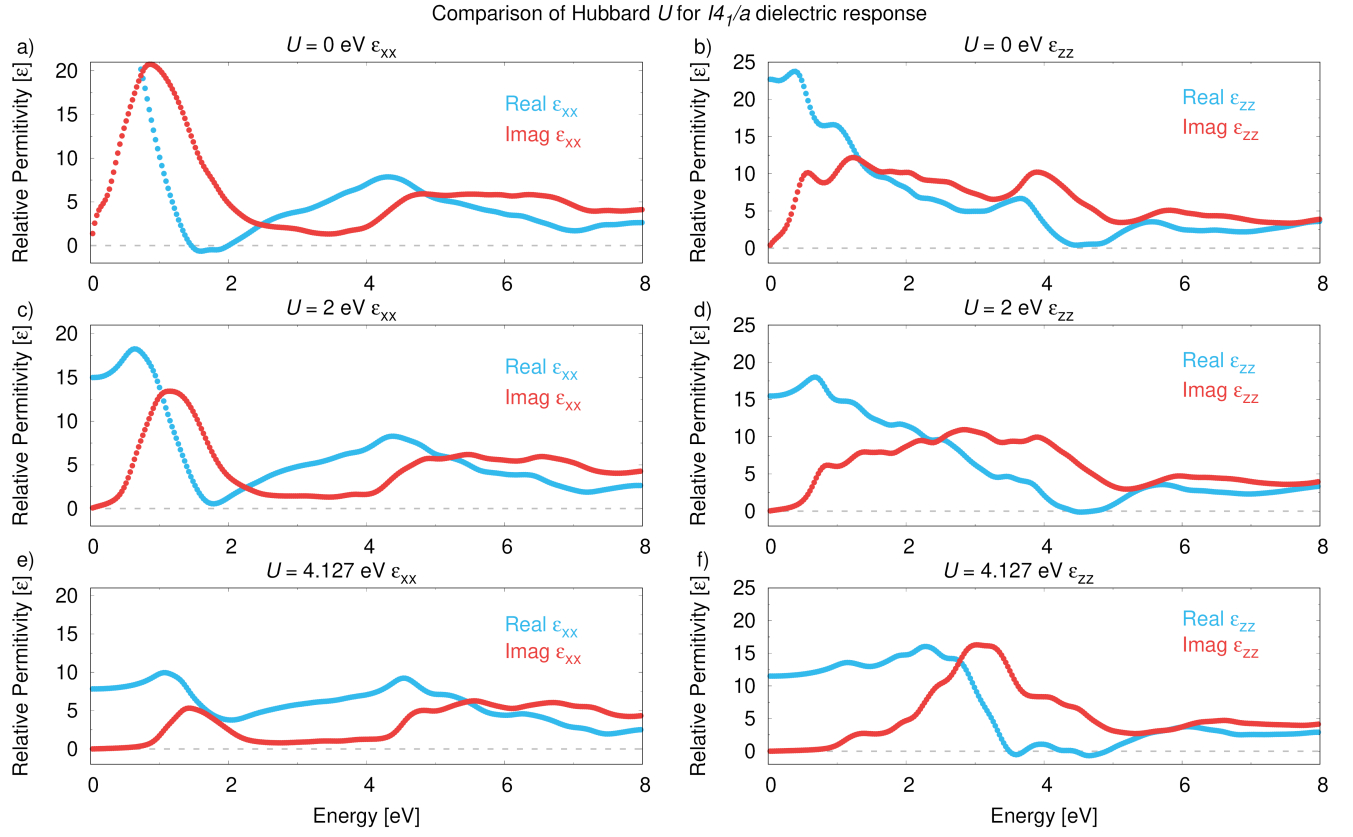 Comparison of Hubbard U for I4₁/a dielectric response
a) U = 0 eV εxx
Relative Permitivity [ε]
20
15
10
5
0
Real εxx
Imag εxx
0 2 4 6 8
b) U = 0 eV εzz
Relative Permitivity [ε]
25
20
15
10
5
0
Real εzz
Imag εzz
0 2 4 6 8
c) U = 2 eV εxx
Relative Permitivity [ε]
20
15
10
5
0
Real εxx
Imag εxx
0 2 4 6 8
d) U = 2 eV εzz
Relative Permitivity [ε]
25
20
15
10
5
0
Real εzz
Imag εzz
0 2 4 6 8
e) U = 4.127 eV εxx
Relative Permitivity [ε]
20
15
10
5
0
Real εxx
Imag εxx
0 2 4 6 8
Energy [eV]
f) U = 4.127 eV εzz
Relative Permitivity [ε]
25
20
15
10
5
0
Real εzz
Imag εzz
0 2 4 6 8
Energy [eV]